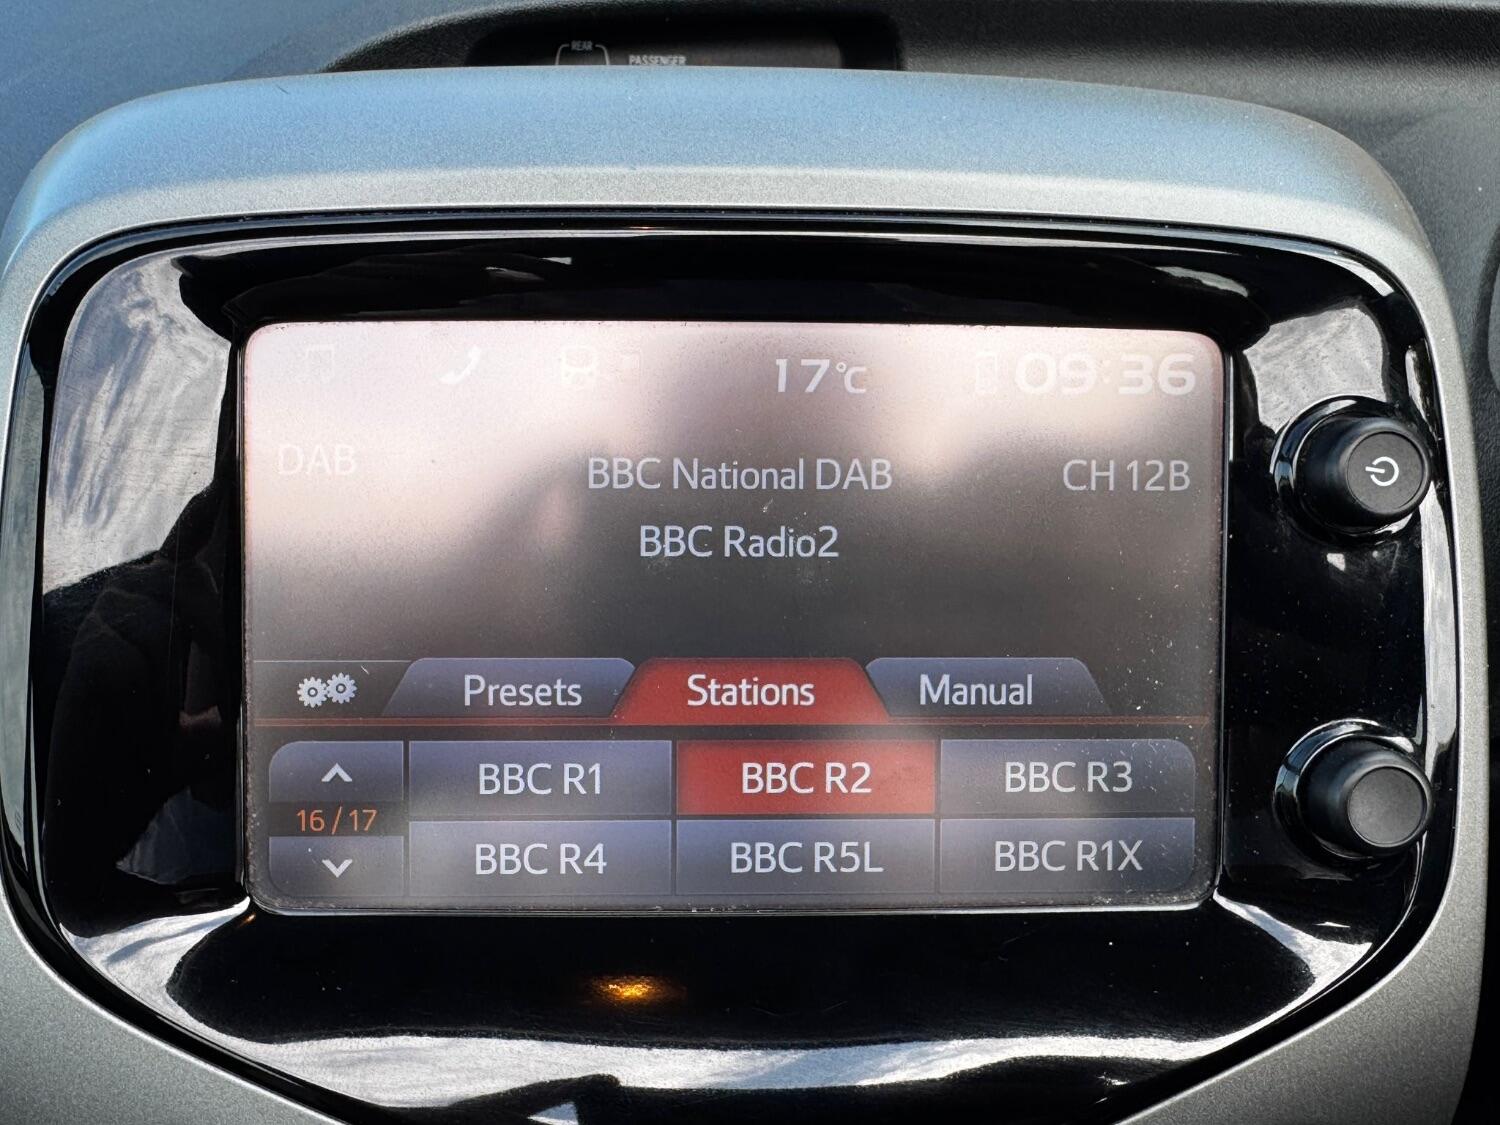 REAR
PASSENGER
17°C 09:36
DAB BBC National DAB CH 12B
BBC Radio2
Presets Stations Manual
BBC R1 BBC R2 BBC R3
16 / 17
BBC R4 BBC R5L BBC R1X